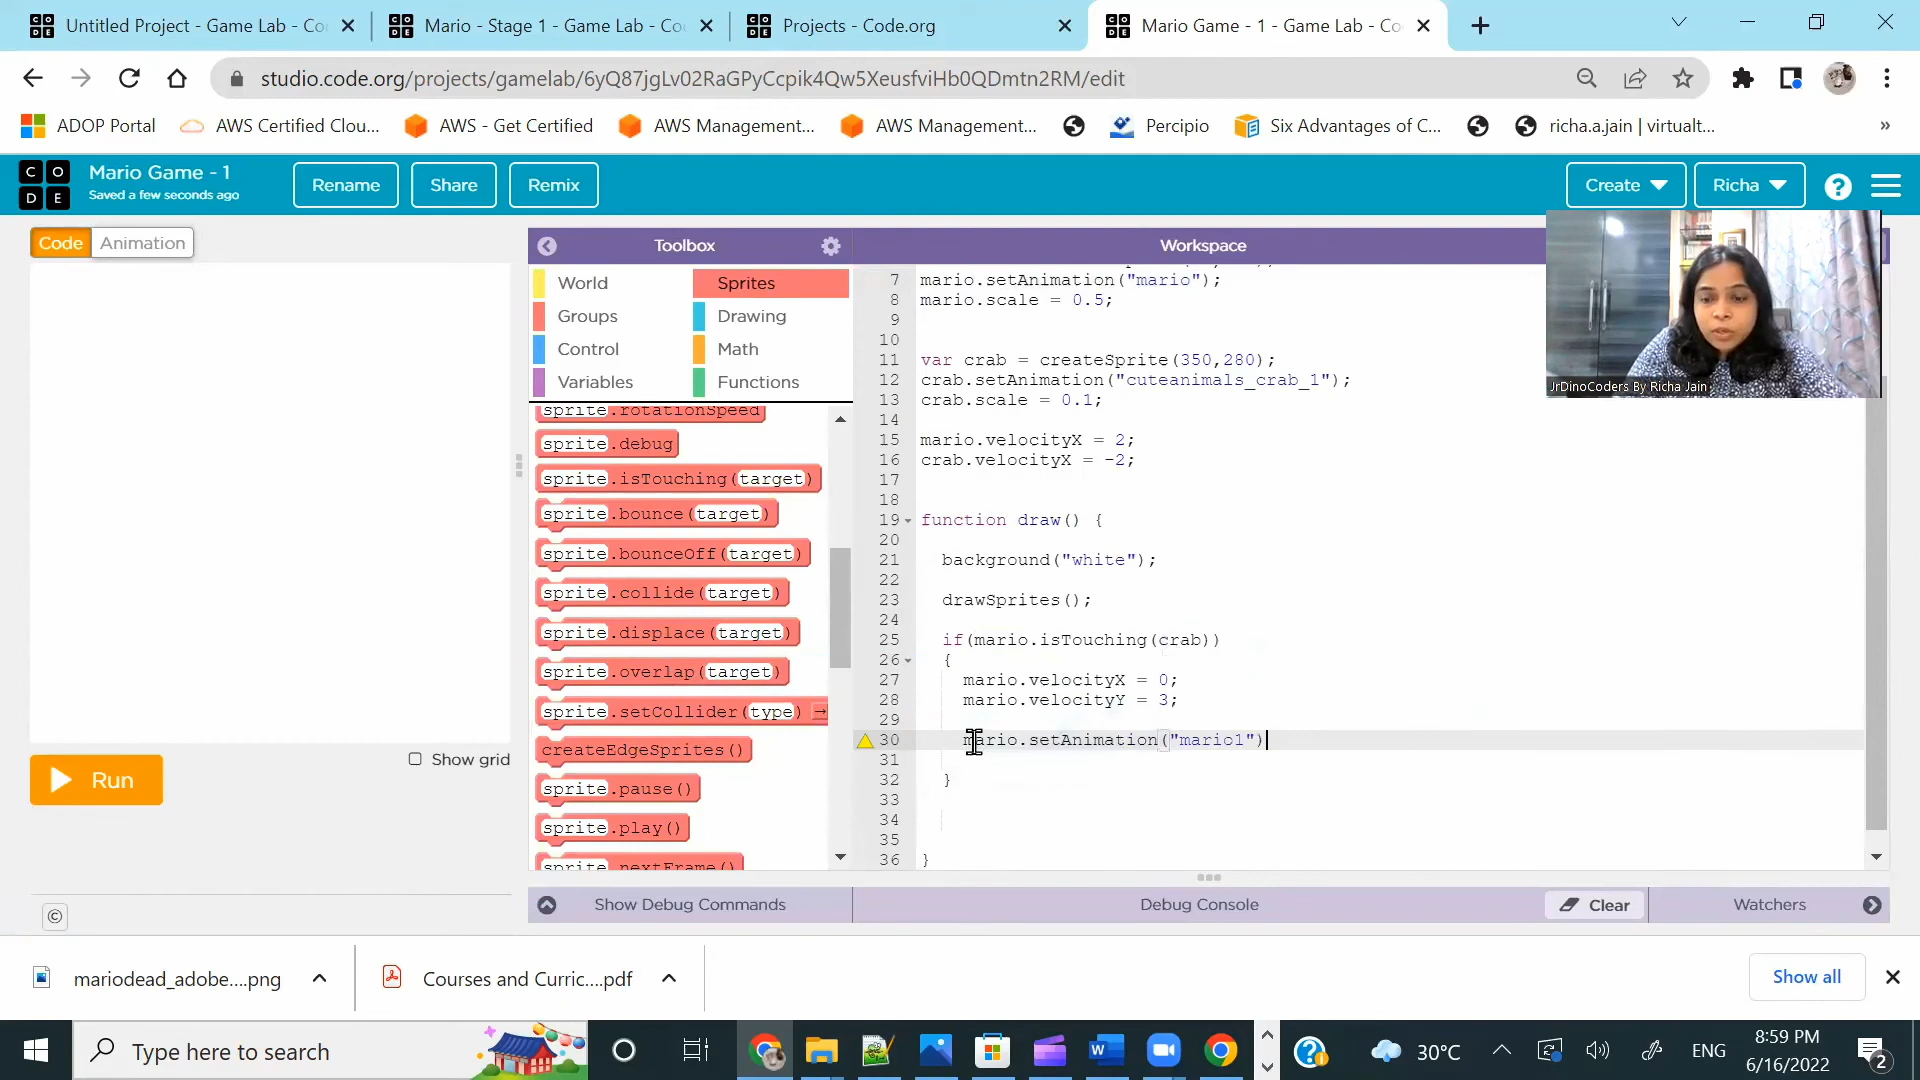 Untitled Project - Game Lab - Co
Mario - Stage 1 - Game Lab - Co
Projects - Code.org
Mario Game - 1 - Game Lab - Co
studio.code.org/projects/gamelab/6yQ87jgLv02RaGPyCcpik4Qw5XeusfviHb0QDmtn2RM/edit
ADOP Portal
AWS Certified Clou...
AWS - Get Certified
AWS Management...
AWS Management...
Percipio
Six Advantages of C...
richa.a.jain | virtualt...
»
C O D E
Mario Game - 1
Saved a few seconds ago
Rename
Share
Remix
Create
Richa
?
Code
Animation
Toolbox
Workspace
World
Sprites
Groups
Drawing
Control
Math
Variables
Functions
sprite.rotationSpeed
sprite.debug
sprite.isTouching(target)
sprite.bounce(target)
sprite.bounceOff(target)
sprite.collide(target)
sprite.displace(target)
sprite.overlap(target)
sprite.setCollider(type) →
createEdgeSprites()
sprite.pause()
sprite.play()
sprite.nextFrame()
7 mario.setAnimation("mario");
8 mario.scale = 0.5;
9
10
11 var crab = createSprite(350,280);
12 crab.setAnimation("cuteanimals_crab_1");
13 crab.scale = 0.1;
14
15 mario.velocityX = 2;
16 crab.velocityX = -2;
17
18
19 function draw() {
20
21 background("white");
22
23 drawSprites();
24
25 if(mario.isTouching(crab))
26 {
27 mario.velocityX = 0;
28 mario.velocityY = 3;
29
30 mario.setAnimation("mario1")
31
32 }
33
34
35
36 }
JrDinoCoders By Richa Jain
Run
Show grid
©
Show Debug Commands
Debug Console
Clear
Watchers
mariodead_adobe....png
Courses and Curric....pdf
Show all
Type here to search
30°C
ENG
8:59 PM
6/16/2022
2